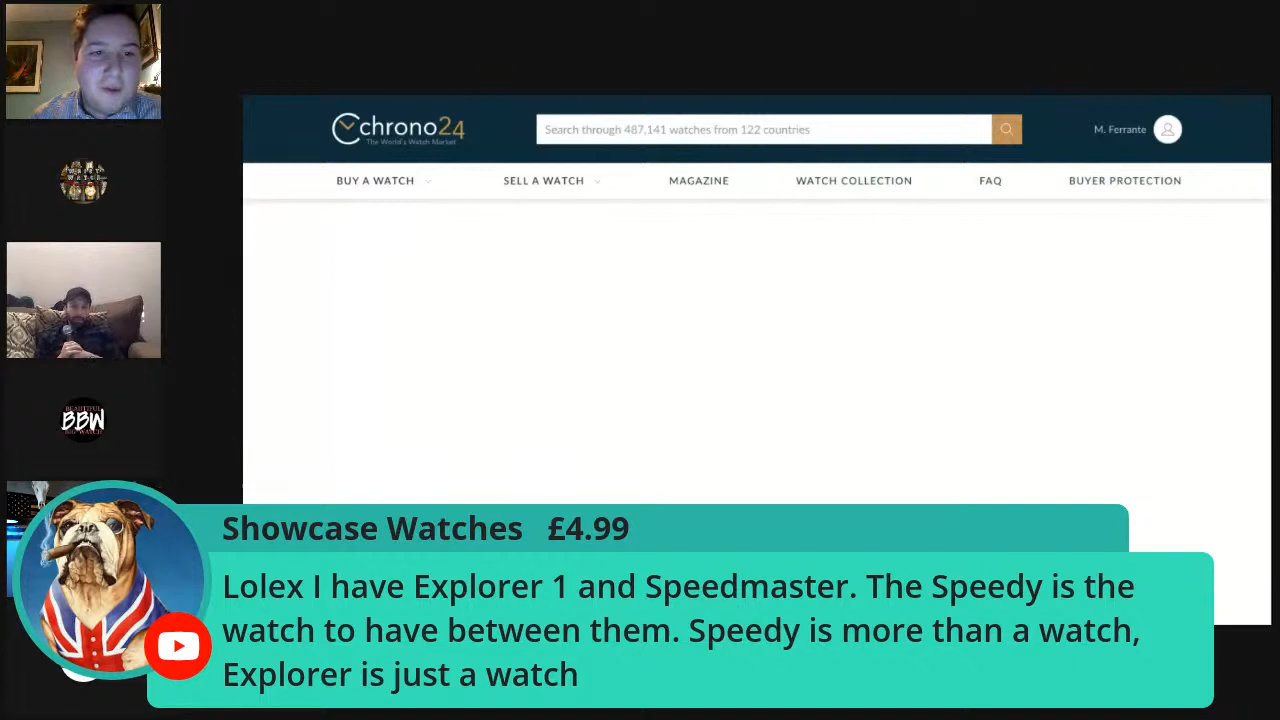 chrono24
The World's Watch Market
Search through 487,141 watches from 122 countries
M. Ferrante
BUY A WATCH
SELL A WATCH
MAGAZINE
WATCH COLLECTION
FAQ
BUYER PROTECTION
BEAUTIFUL
BBW
WATCH
Showcase Watches £4.99
Lolex I have Explorer 1 and Speedmaster. The Speedy is the
watch to have between them. Speedy is more than a watch,
Explorer is just a watch